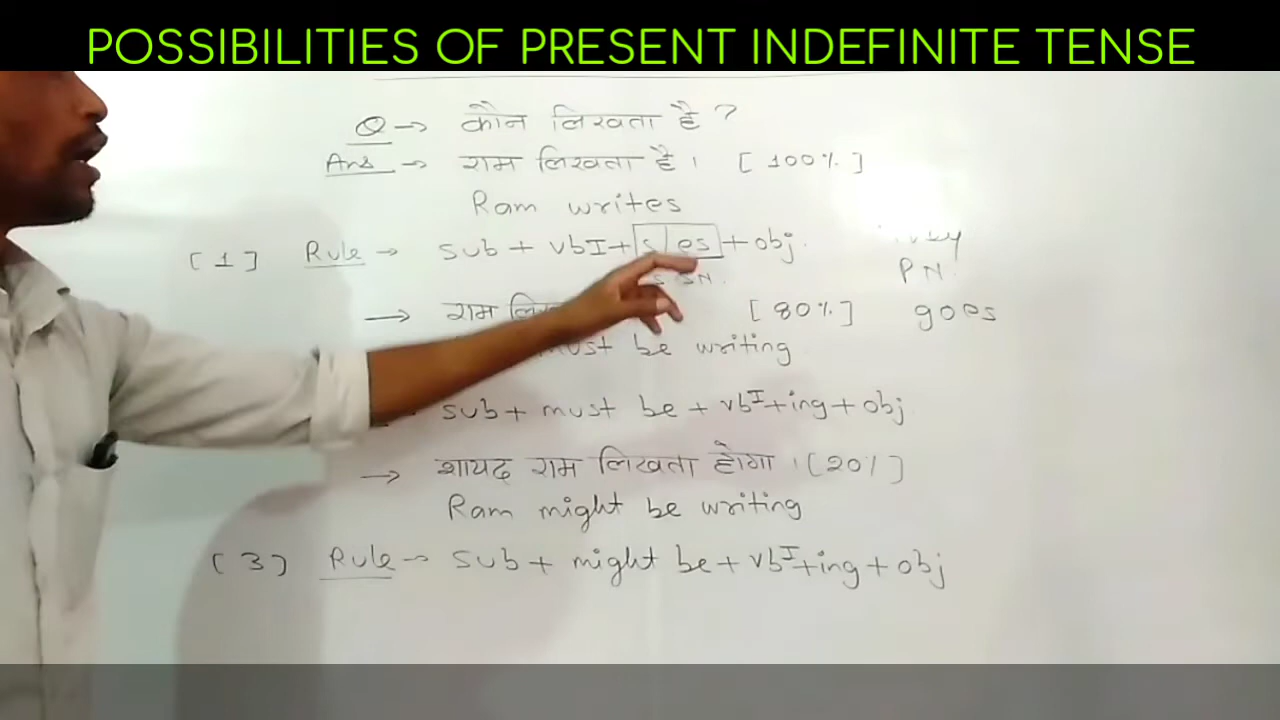 POSSIBILITIES OF PRESENT INDEFINITE TENSE
Q → कौन लिखता है ?
Ans → राम लिखता है । [ 100% ]
Ram writes
[ 1 ] Rule → sub + vbI + s/es + obj.
SN. PN.
→ राम [ 80% ] goes
must be writing
sub + must be + vbI + ing + obj
→ शायद राम लिखता होगा । [ 20% ]
Ram might be writing
( 3 ) Rule → sub + might be + vbI + ing + obj